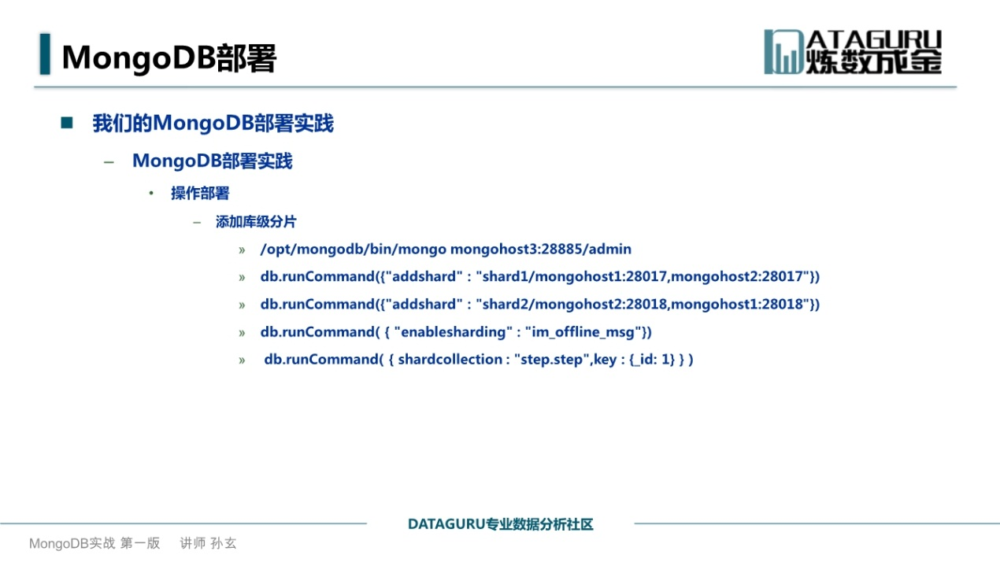 MongoDB部署
DATAGURU
炼数成金
■ 我们的MongoDB部署实践
– MongoDB部署实践
• 操作部署
– 添加库级分片
» /opt/mongodb/bin/mongo mongohost3:28885/admin
» db.runCommand({"addshard" : "shard1/mongohost1:28017,mongohost2:28017"})
» db.runCommand({"addshard" : "shard2/mongohost2:28018,mongohost1:28018"})
» db.runCommand( { "enablesharding" : "im_offline_msg"})
» db.runCommand( { shardcollection : "step.step",key : {_id: 1} } )
DATAGURU专业数据分析社区
MongoDB实战 第一版 讲师 孙玄